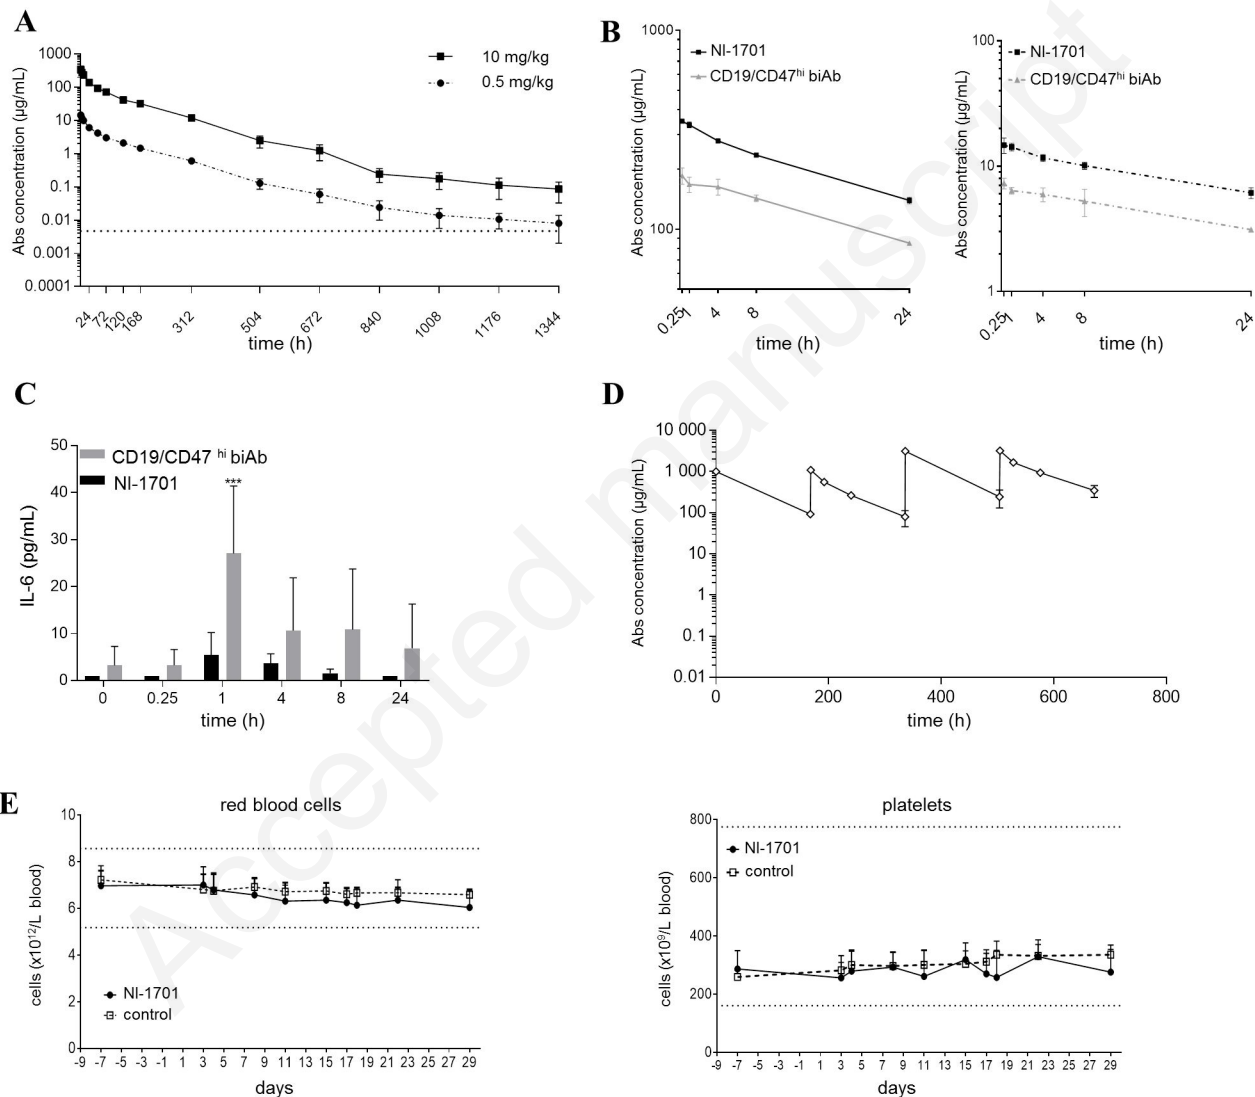 A
Abs concentration (µg/mL)
1000
100
10
1
0.1
0.01
0.001
0.0001
10 mg/kg
0.5 mg/kg
24
72
120
168
312
504
672
840
1008
1176
1344
time (h)
B
Abs concentration (µg/mL)
1000
100
NI-1701
CD19/CD47hi biAb
0.25
1
4
8
24
time (h)
Abs concentration (µg/mL)
100
10
1
NI-1701
CD19/CD47hi biAb
0.25
1
4
8
24
time (h)
C
IL-6 (pg/mL)
50
40
30
20
10
0
CD19/CD47 hi biAb
NI-1701
***
0 0.25 1 4 8 24
time (h)
D
Abs concentration (µg/mL)
10 000
1 000
100
10
1
0.1
0.01
0 200 400 600 800
time (h)
E
red blood cells
cells (x10¹²/L blood)
10
8
6
4
2
0
NI-1701
control
-9 -7 -5 -3 -1 1 3 5 7 9 11 13 15 17 19 21 23 25 27 29
days
platelets
cells (x10⁹/L blood)
800
600
400
200
0
NI-1701
control
-9 -7 -5 -3 -1 1 3 5 7 9 11 13 15 17 19 21 23 25 27 29
days
Accepted manuscript